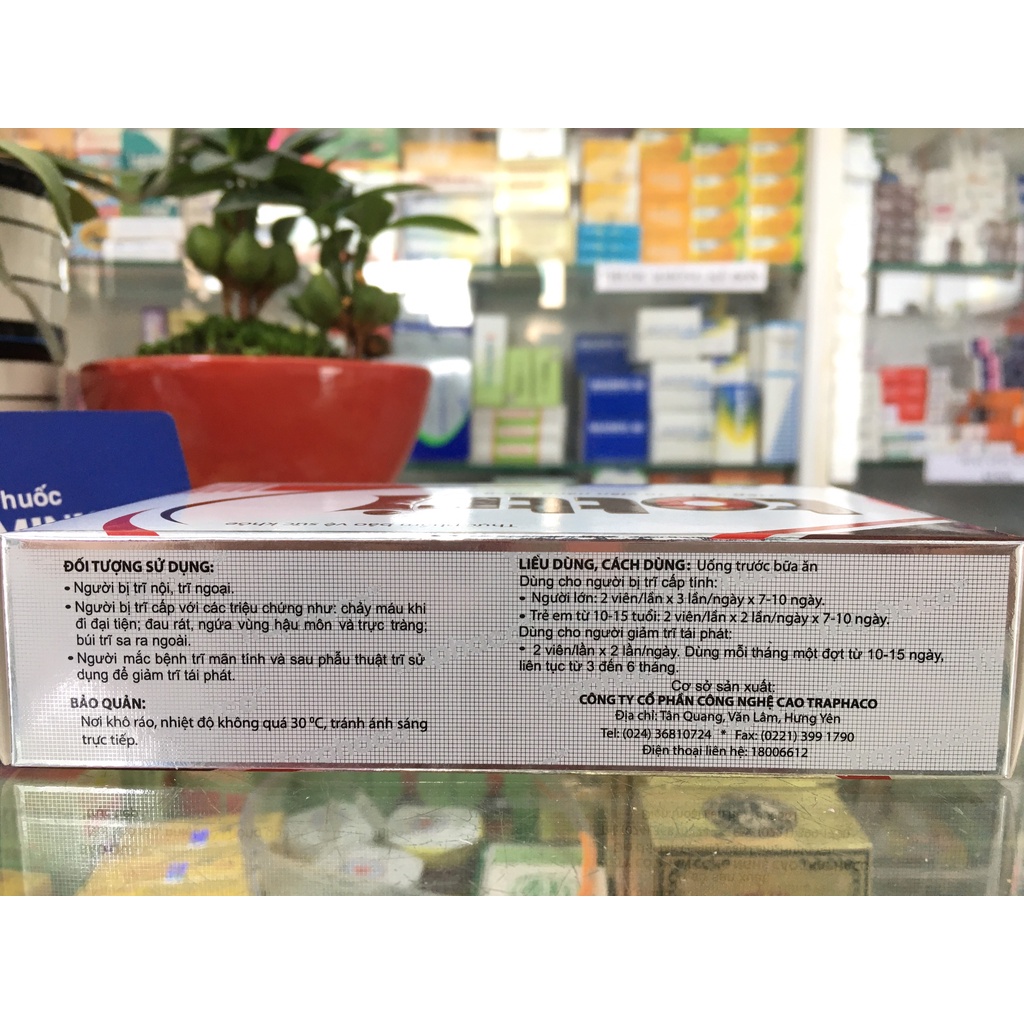 huốc
Thực phẩm bảo vệ sức khỏe
ĐỐI TƯỢNG SỬ DỤNG:
• Người bị trĩ nội, trĩ ngoại.
• Người bị trĩ cấp với các triệu chứng như: chảy máu khi
đi đại tiện; đau rát, ngứa vùng hậu môn và trực tràng;
búi trĩ sa ra ngoài.
• Người mắc bệnh trĩ mãn tính và sau phẫu thuật trĩ sử
dụng để giảm trĩ tái phát.
BẢO QUẢN:
Nơi khô ráo, nhiệt độ không quá 30 ⁰C, tránh ánh sáng
trực tiếp.
LIỀU DÙNG, CÁCH DÙNG: Uống trước bữa ăn
Dùng cho người bị trĩ cấp tính:
• Người lớn: 2 viên/lần x 3 lần/ngày x 7-10 ngày.
• Trẻ em từ 10-15 tuổi: 2 viên/lần x 2 lần/ngày x 7-10 ngày.
Dùng cho người giảm trĩ tái phát:
• 2 viên/lần x 2 lần/ngày. Dùng mỗi tháng một đợt từ 10-15 ngày,
liên tục từ 3 đến 6 tháng.
Cơ sở sản xuất:
CÔNG TY CỔ PHẦN CÔNG NGHỆ CAO TRAPHACO
Địa chỉ: Tân Quang, Văn Lâm, Hưng Yên
Tel: (024) 36810724 * Fax: (0221) 399 1790
Điện thoại liên hệ: 18006612